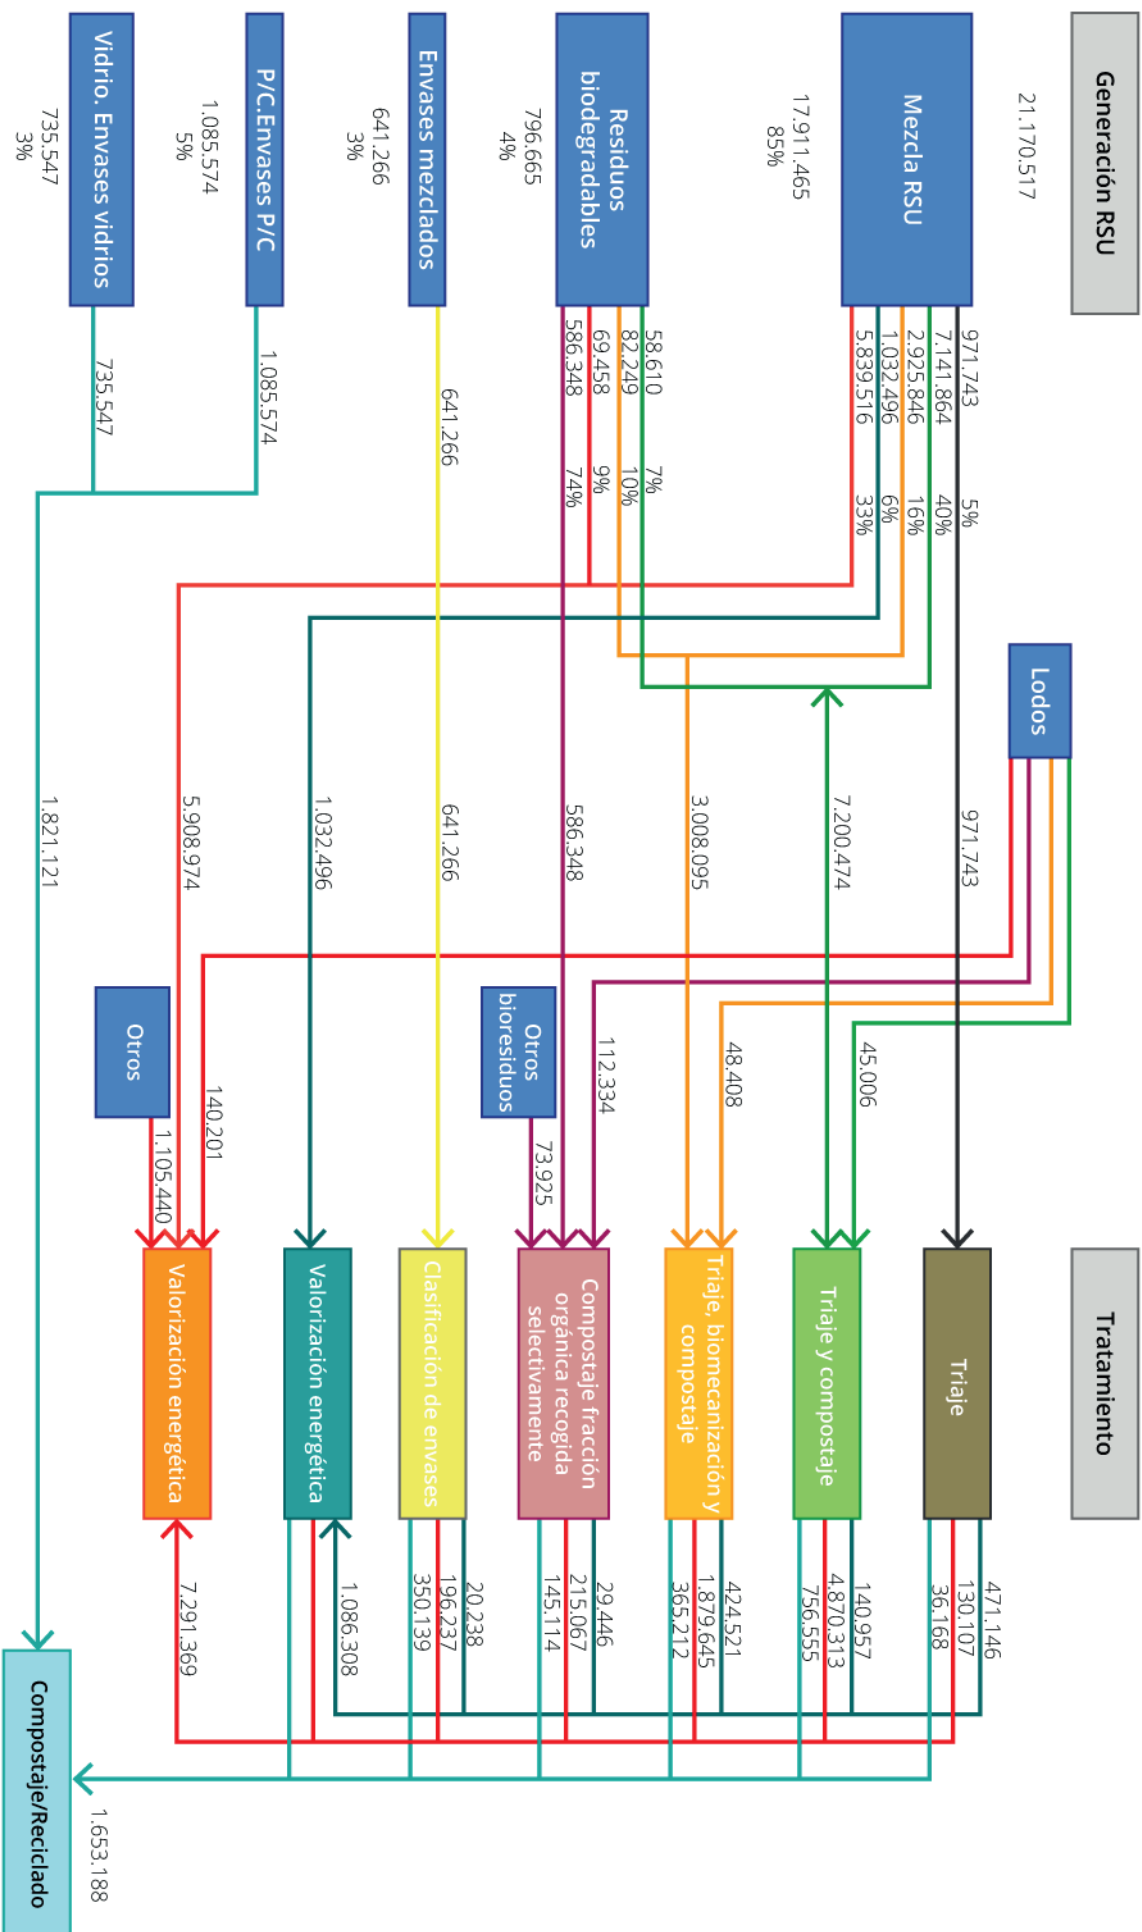 Generación RSU
Tratamiento
21.170.517
Mezcla RSU
17.911.465
85%
971.743
5%
7.141.864
40%
2.925.846
16%
1.032.496
6%
5.839.516
33%
Residuos
biodegradables
796.665
4%
58.610
7%
82.249
10%
69.458
9%
586.348
74%
Envases mezclados
641.266
3%
641.266
P/C.Envases P/C
1.085.574
5%
1.085.574
Vidrio. Envases vidrios
735.547
3%
735.547
Lodos
971.743
7.200.474
3.008.095
586.348
641.266
1.032.496
5.908.974
1.821.121
45.006
48.408
112.334
Otros
bioresiduos
73.925
140.201
Otros
1.105.440
Triaje
Triaje y compostaje
Triaje, biomecanización y
compostaje
Compostaje fracción
orgánica recogida
selectivamente
Clasificación de envases
Valorización energética
Valorización energética
471.146
130.107
36.168
140.957
4.870.313
756.555
424.521
1.879.645
365.212
29.446
215.067
145.114
20.238
196.237
350.139
1.086.308
7.291.369
1.653.188
Compostaje/Reciclado